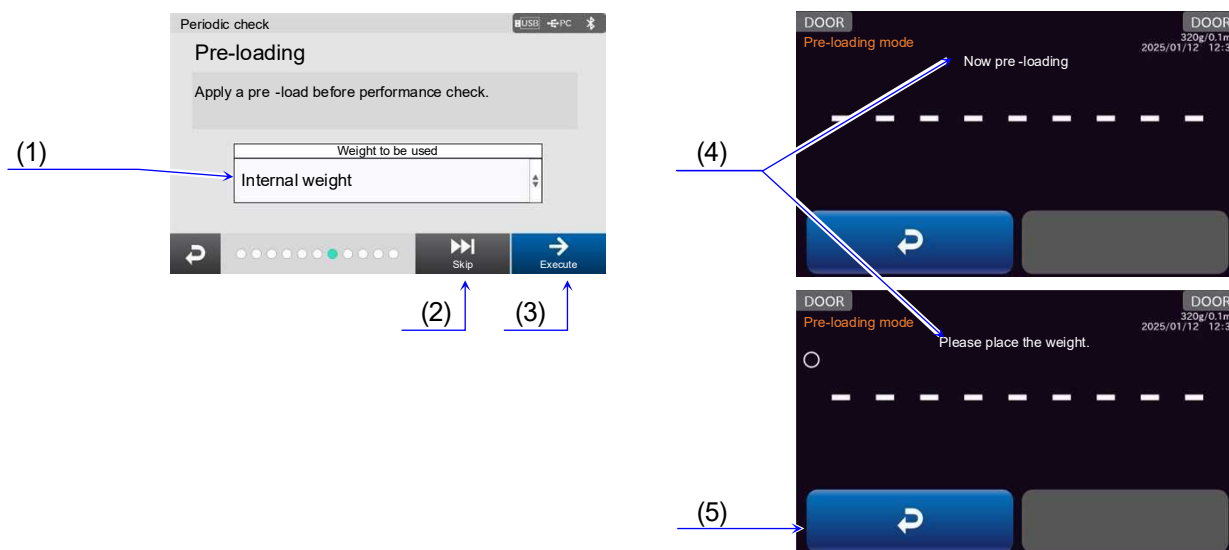 Periodic check
USB PC
Pre-loading
Apply a pre -load before performance check.
Weight to be used
Internal weight
Skip
Execute
(1)
(2)
(3)
DOOR
DOOR
Pre-loading mode
320g/0.1m
2025/01/12 12:3
Now pre -loading
(4)
DOOR
DOOR
Pre-loading mode
320g/0.1m
2025/01/12 12:3
Please place the weight.
(5)